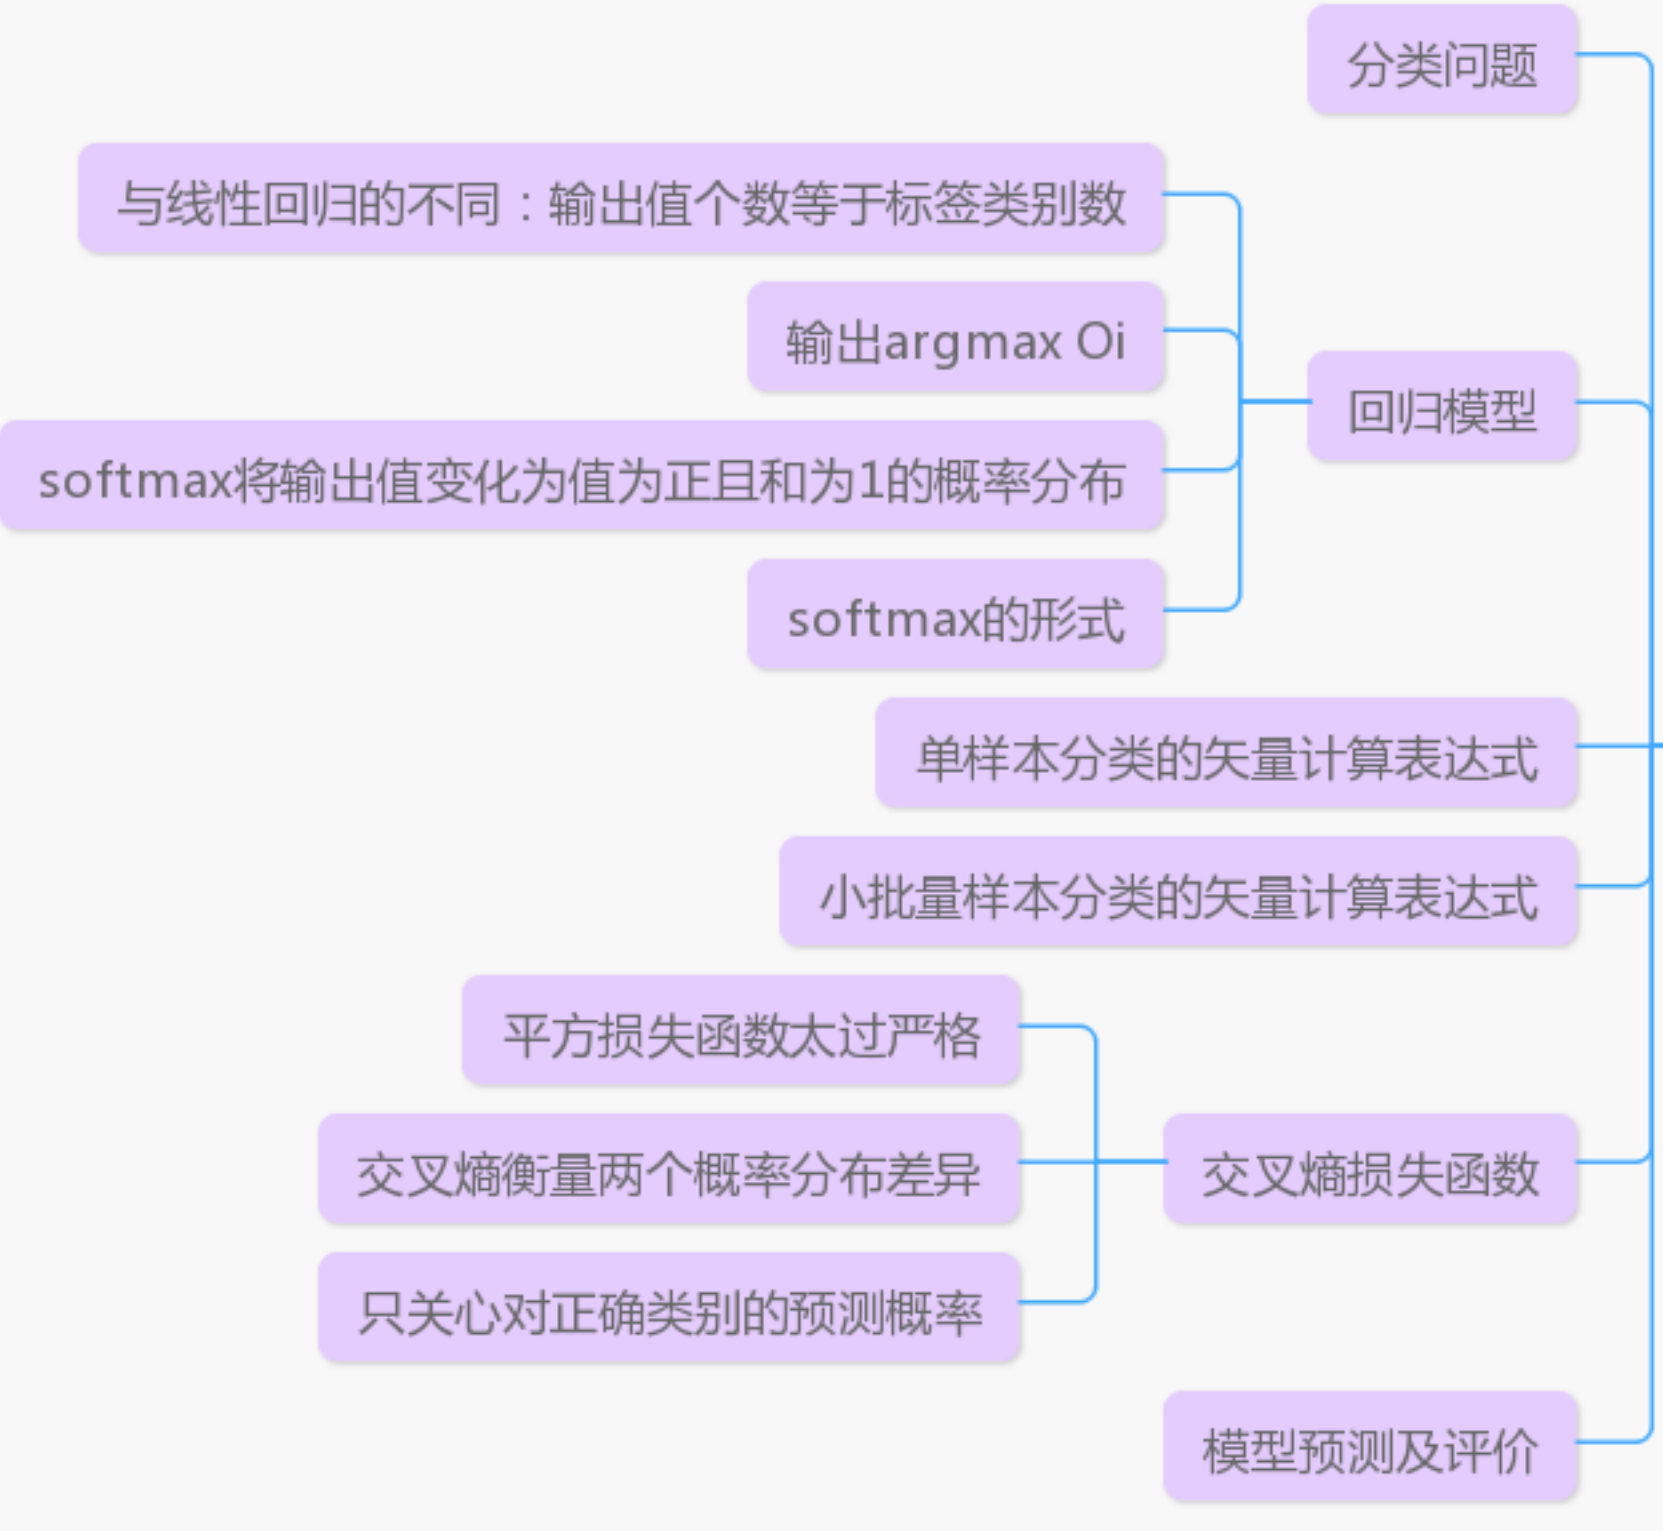 分类问题
与线性回归的不同：输出值个数等于标签类别数
输出argmax Oi
回归模型
softmax将输出值变化为值为正且和为1的概率分布
softmax的形式
单样本分类的矢量计算表达式
小批量样本分类的矢量计算表达式
平方损失函数太过严格
交叉熵衡量两个概率分布差异
交叉熵损失函数
只关心对正确类别的预测概率
模型预测及评价